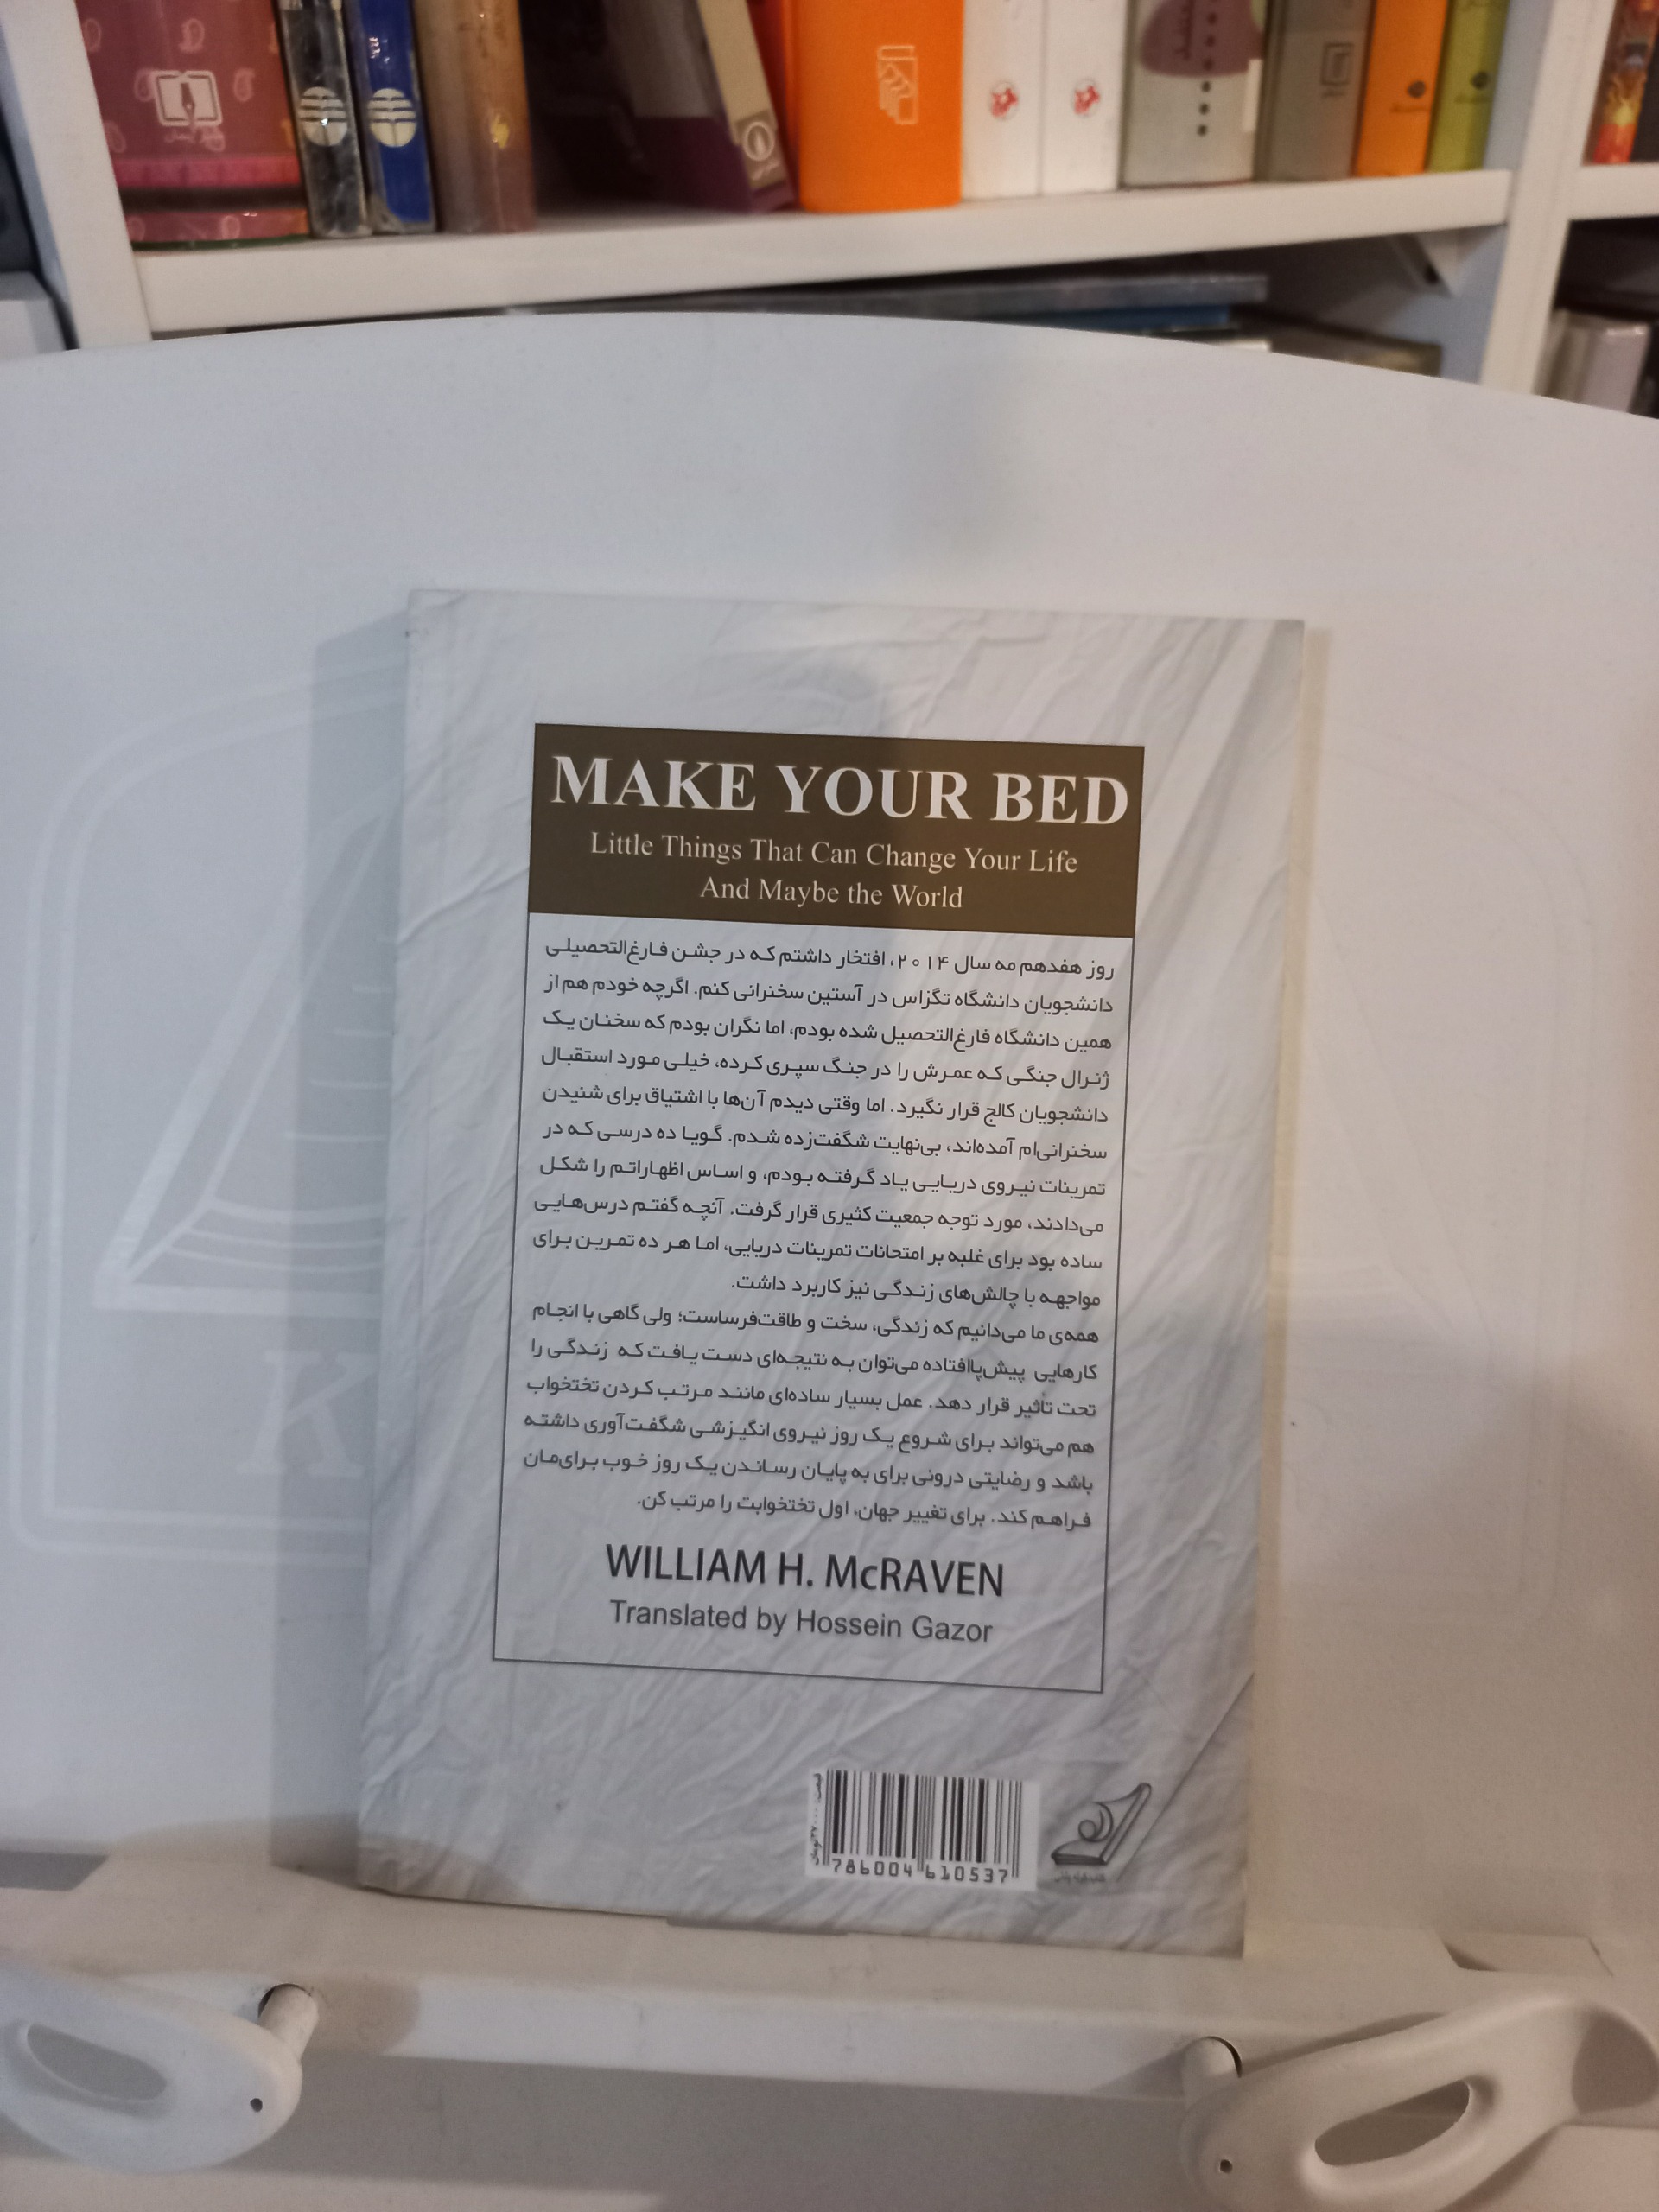 MAKE YOUR BED
Little Things That Can Change Your Life
And Maybe the World
روز هفدهم مه سال ۲۰۱۴، افتخار داشتم که در جشن فارغ‌التحصیلی
دانشجویان دانشگاه تگزاس در آستین سخنرانی کنم. اگرچه خودم هم از
همین دانشگاه فارغ‌التحصیل شده بودم، اما نگران بودم که سخنان یک
ژنرال جنگی که عمرش را در جنگ سپری کرده، خیلی مورد استقبال
دانشجویان کالج قرار نگیرد. اما وقتی دیدم آن‌ها با اشتیاق برای شنیدن
سخنرانی‌ام آمده‌اند، بی‌نهایت شگفت‌زده شدم. گویا ده درسی که در
تمرینات نیروی دریایی یاد گرفته بودم، و اساس اظهاراتم را شکل
می‌دادند، مورد توجه جمعیت کثیری قرار گرفت. آنچه گفتم درس‌هایی
ساده بود برای غلبه بر امتحانات تمرینات دریایی، اما هر ده تمرین برای
مواجهه با چالش‌های زندگی نیز کاربرد داشت.
همه‌ی ما می‌دانیم که زندگی، سخت و طاقت‌فرساست؛ ولی گاهی با انجام
کارهایی پیش‌پاافتاده می‌توان به نتیجه‌ای دست یافت که زندگی را
تحت تأثیر قرار دهد. عمل بسیار ساده‌ای مانند مرتب کردن تختخواب
هم می‌تواند برای شروع یک روز نیروی انگیزشی شگفت‌آوری داشته
باشد و رضایتی درونی برای به پایان رساندن یک روز خوب برای‌مان
فراهم کند. برای تغییر جهان، اول تختخوابت را مرتب کن.
WILLIAM H. McRAVEN
Translated by Hossein Gazor
786004 610537